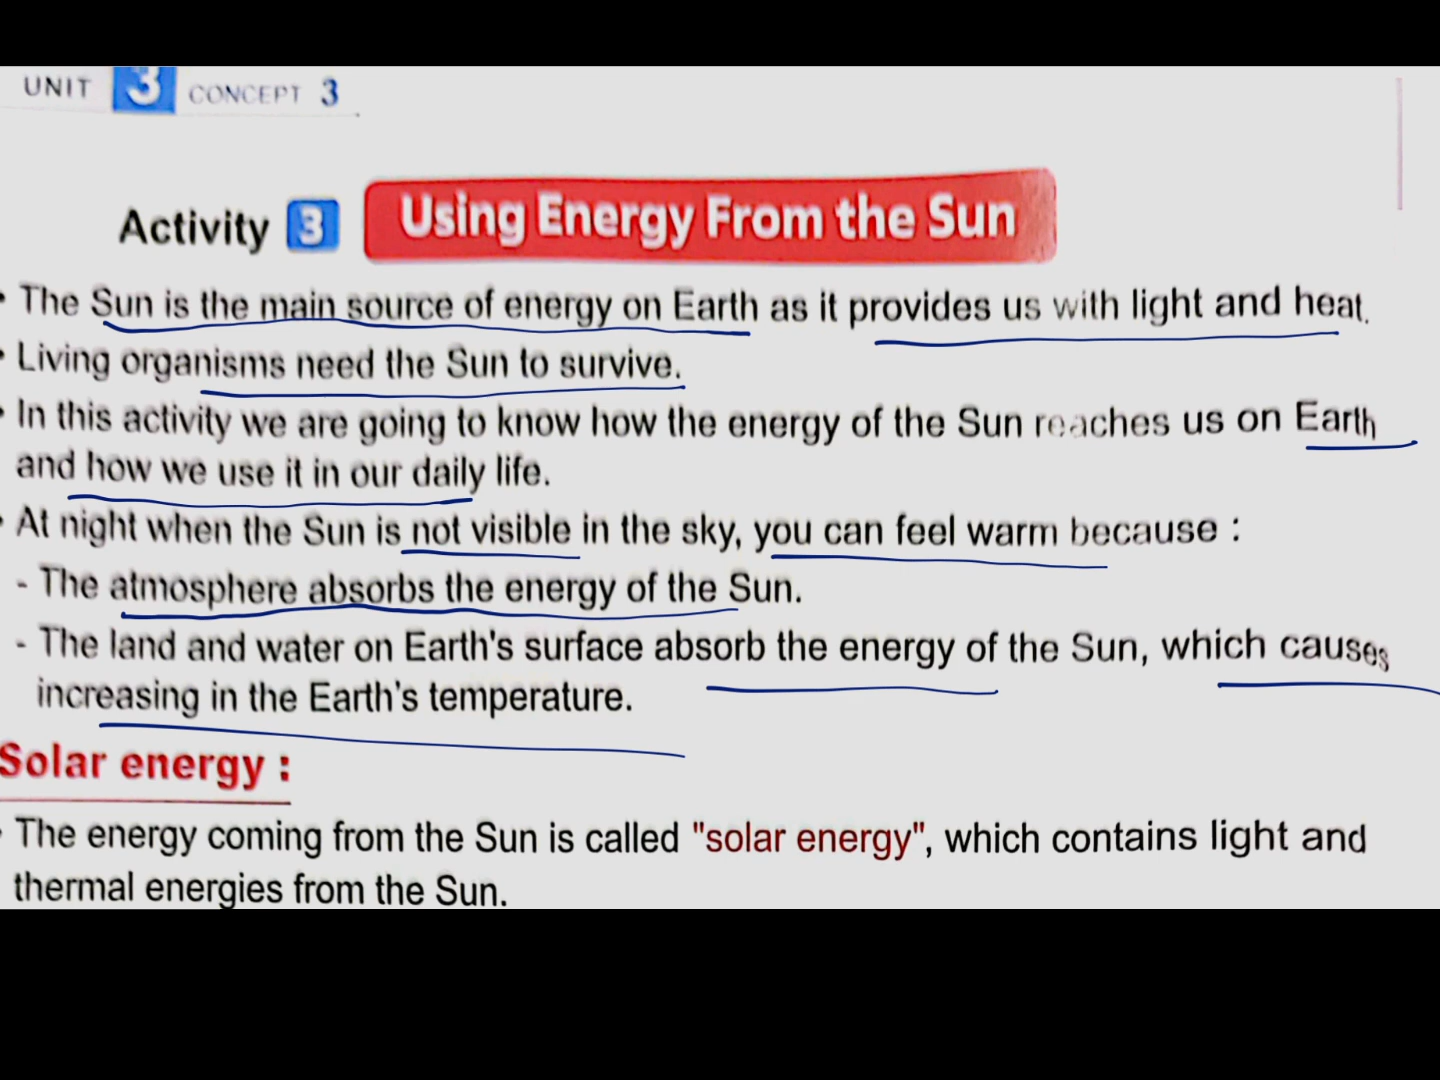 UNIT 3 CONCEPT 3
Activity 3 Using Energy From the Sun
• The Sun is the main source of energy on Earth as it provides us with light and heat.
• Living organisms need the Sun to survive.
• In this activity we are going to know how the energy of the Sun reaches us on Earth
and how we use it in our daily life.
• At night when the Sun is not visible in the sky, you can feel warm because :
- The atmosphere absorbs the energy of the Sun.
- The land and water on Earth's surface absorb the energy of the Sun, which causes
increasing in the Earth's temperature.
Solar energy :
• The energy coming from the Sun is called "solar energy", which contains light and
thermal energies from the Sun.